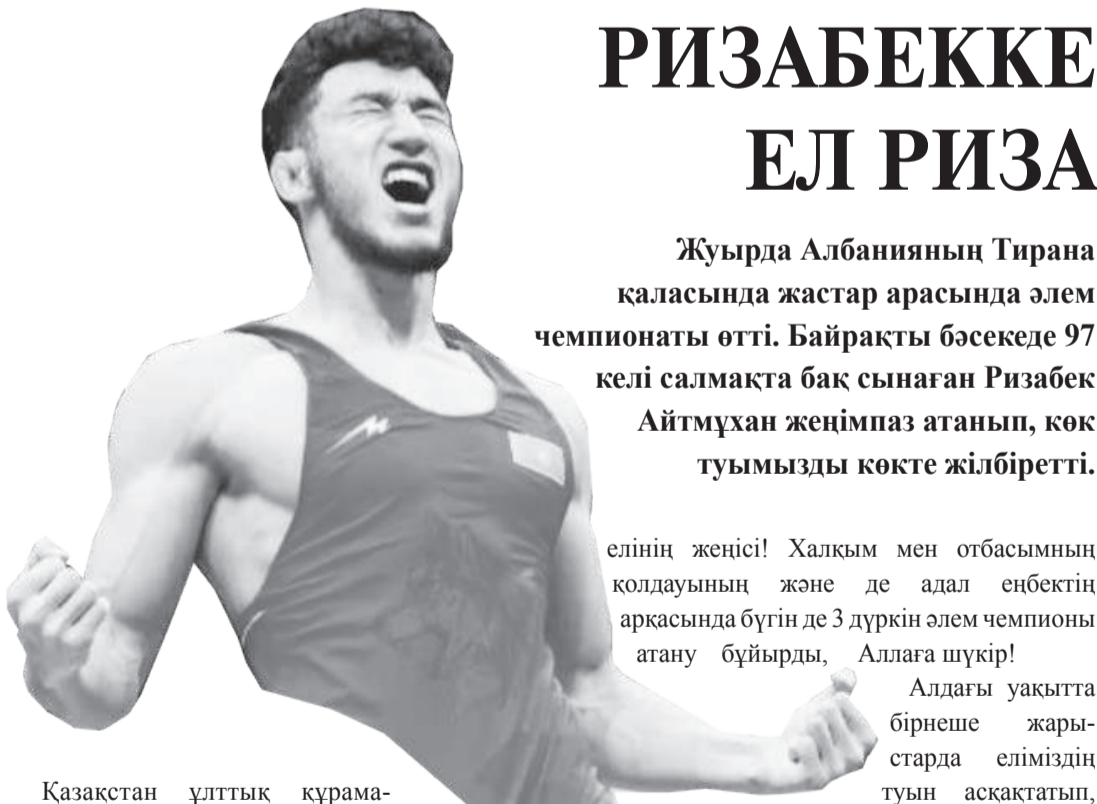 РИЗАБЕККЕ
ЕЛ РИЗА
Жуырда Албанияның Тирана
қаласында жастар арасында әлем
чемпионаты өтті. Байрақты бәсекеде 97
келі салмақта бақ сынаған Ризабек
Айтмұхан жеңімпаз атанып, көк
туымызды көкте жілбіретті.
Қазақстан ұлттық құрама-
елінің жеңісі! Халқым мен отбасымның
қолдауының және де адал еңбектің
арқасында бүгін де 3 дүркін әлем чемпионы
атану бұйырды, Аллаға шүкір!
Алдағы уақытта
бірнеше жары-
старда еліміздің
туын асқақтатып,